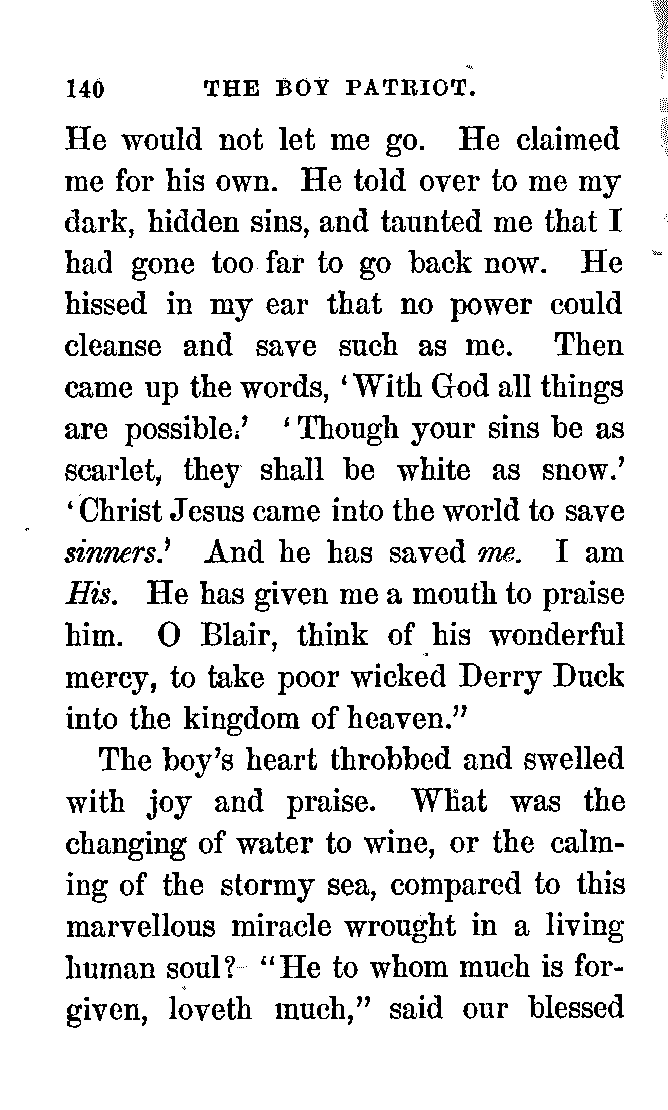 140 THE BOY PATRIOT.
He would not let me go. He claimed
me for his own. He told over to me my
dark, hidden sins, and taunted me that I
had gone too far to go back now. He
hissed in my ear that no power could
cleanse and save such as me. Then
came up the words, ‘With God all things
are possible.’ ‘Though your sins be as
scarlet, they shall be white as snow.’
‘Christ Jesus came into the world to save
sinners.’ And he has saved me. I am
His. He has given me a mouth to praise
him. O Blair, think of his wonderful
mercy, to take poor wicked Derry Duck
into the kingdom of heaven.”
The boy’s heart throbbed and swelled
with joy and praise. What was the
changing of water to wine, or the calm-
ing of the stormy sea, compared to this
marvellous miracle wrought in a living
human soul? “He to whom much is for-
given, loveth much,” said our blessed